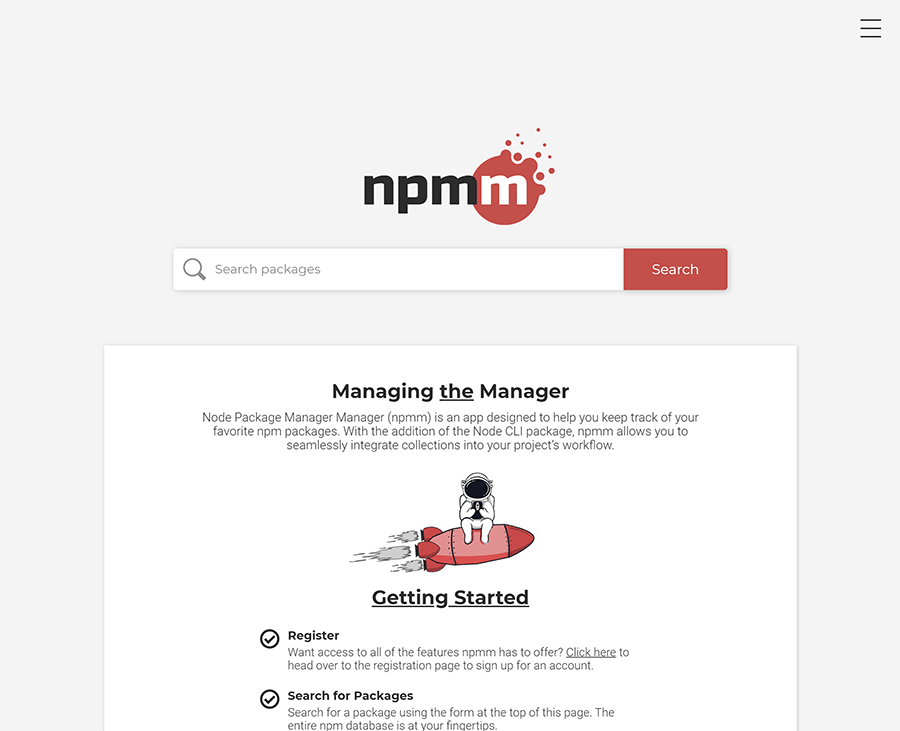 npmm
Search packages
Search
Managing the Manager
Node Package Manager Manager (npmm) is an app designed to help you keep track of your
favorite npm packages. With the addition of the Node CLI package, npmm allows you to
seamlessly integrate collections into your project's workflow.
Getting Started
Register
Want access to all of the features npmm has to offer? Click here to
head over to the registration page to sign up for an account.
Search for Packages
Search for a package using the form at the top of this page. The
entire npm database is at your fingertips.